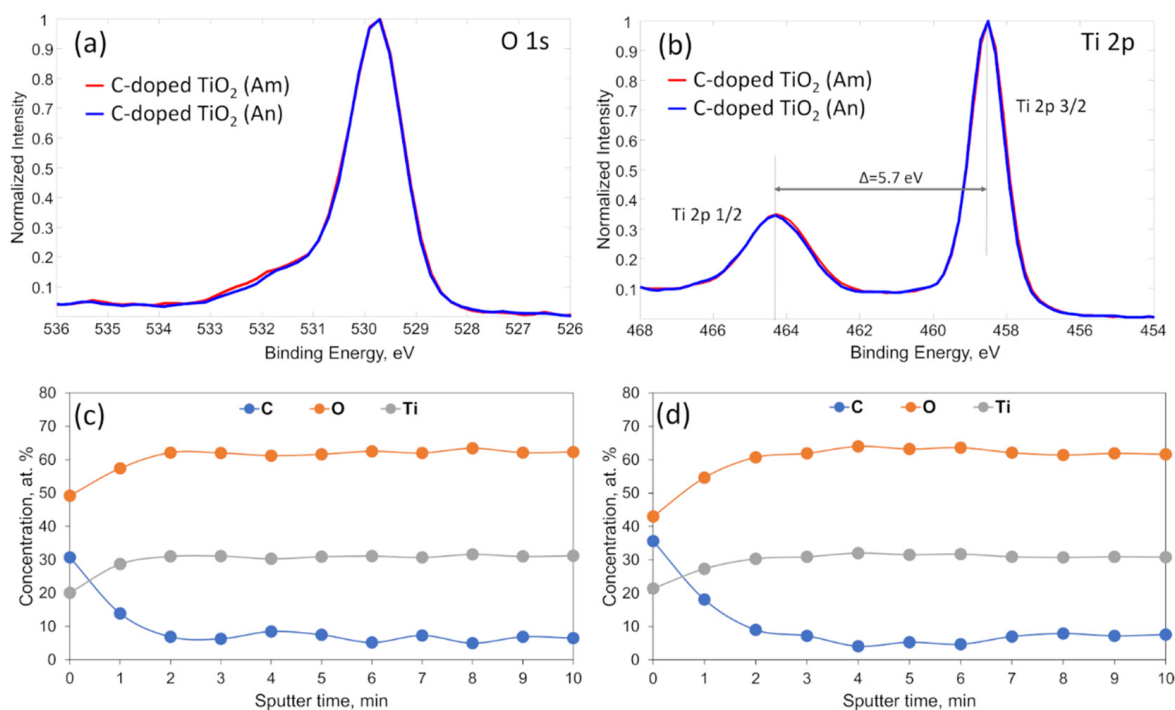 (a)
O 1s
C-doped TiO₂ (Am)
C-doped TiO₂ (An)
Normalized Intensity
1
0.9
0.8
0.7
0.6
0.5
0.4
0.3
0.2
0.1
536 535 534 533 532 531 530 529 528 527 526
Binding Energy, eV
(b)
Ti 2p
C-doped TiO₂ (Am)
C-doped TiO₂ (An)
Ti 2p 3/2
Δ=5.7 eV
Ti 2p 1/2
Normalized Intensity
1
0.9
0.8
0.7
0.6
0.5
0.4
0.3
0.2
0.1
468 466 464 462 460 458 456 454
Binding Energy, eV
(c)
C O Ti
Concentration, at. %
80
70
60
50
40
30
20
10
0
0 1 2 3 4 5 6 7 8 9 10
Sputter time, min
(d)
C O Ti
Concentration, at. %
80
70
60
50
40
30
20
10
0
0 1 2 3 4 5 6 7 8 9 10
Sputter time, min